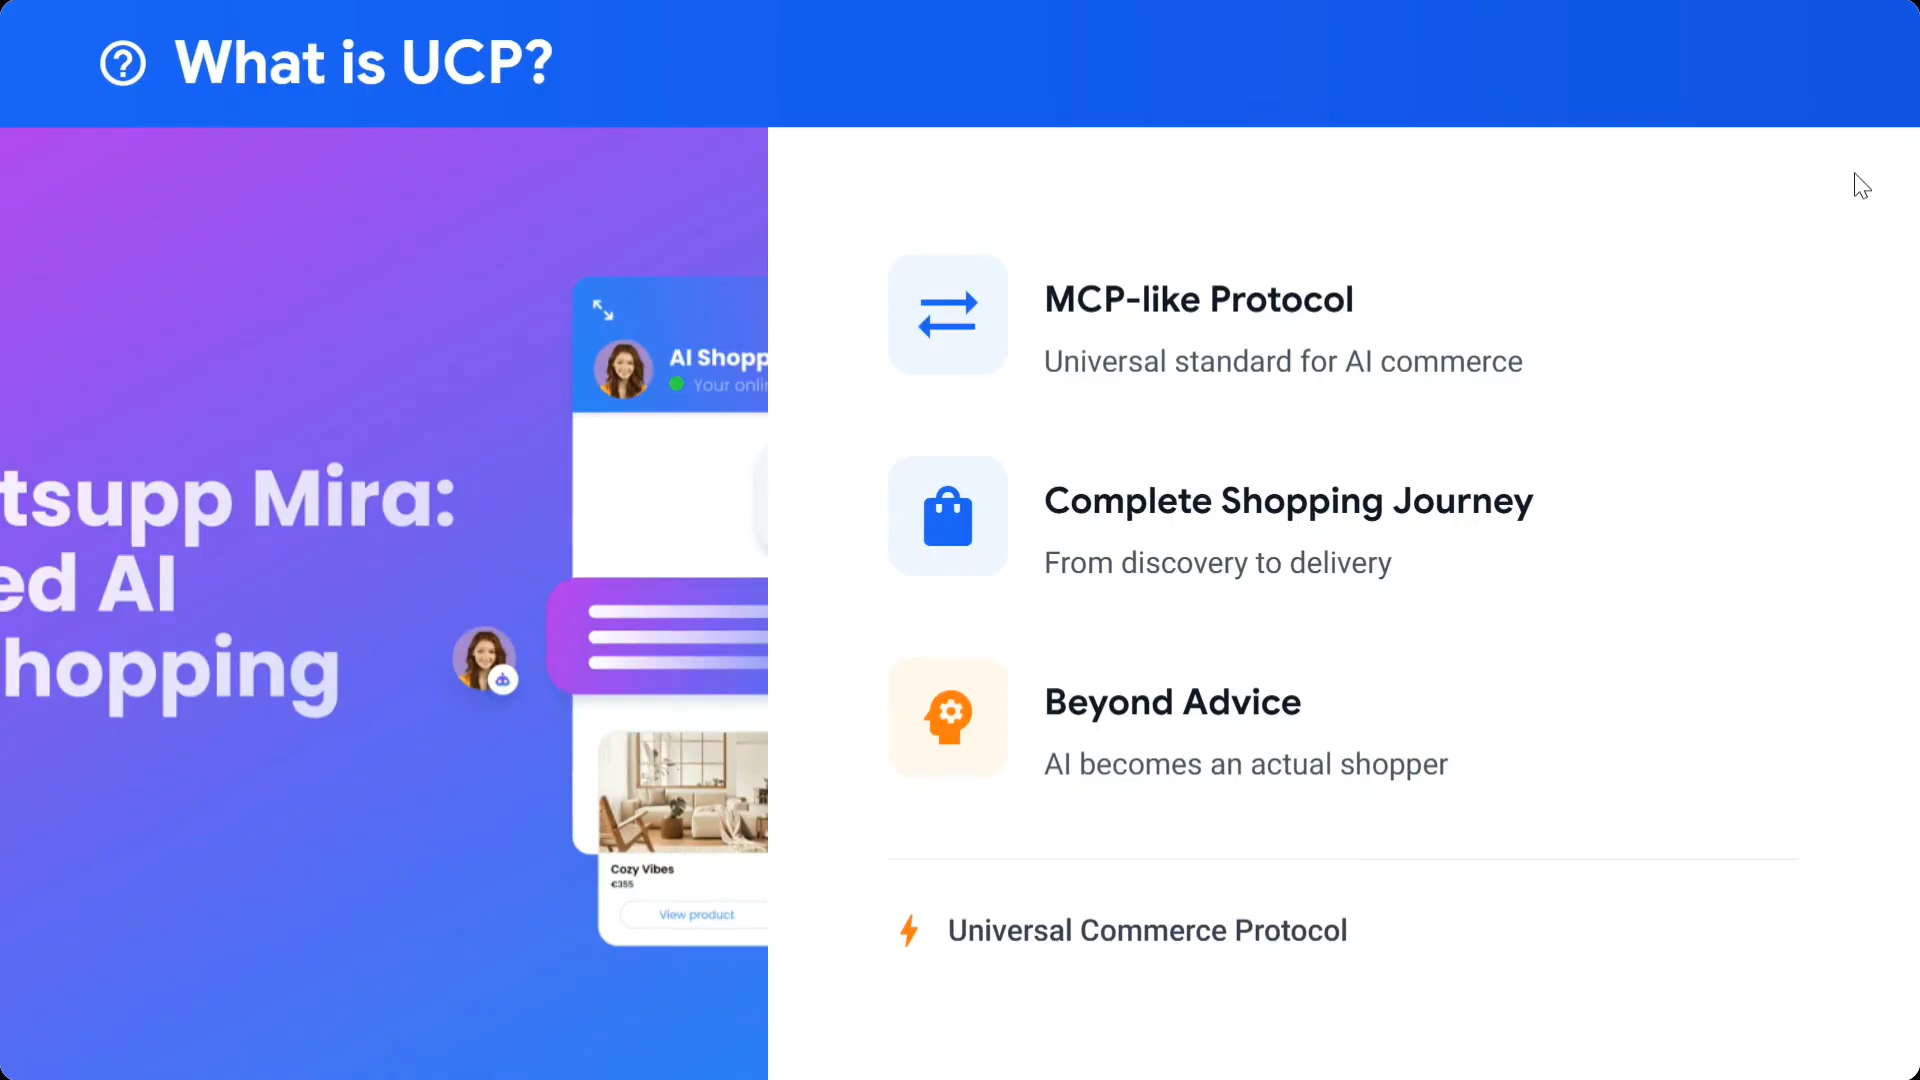 What is UCP?
tsupp Mira:
ed AI
hopping
AI Shopp
Your onli
Cozy Vibes
€355
View product
MCP-like Protocol
Universal standard for AI commerce
Complete Shopping Journey
From discovery to delivery
Beyond Advice
AI becomes an actual shopper
Universal Commerce Protocol